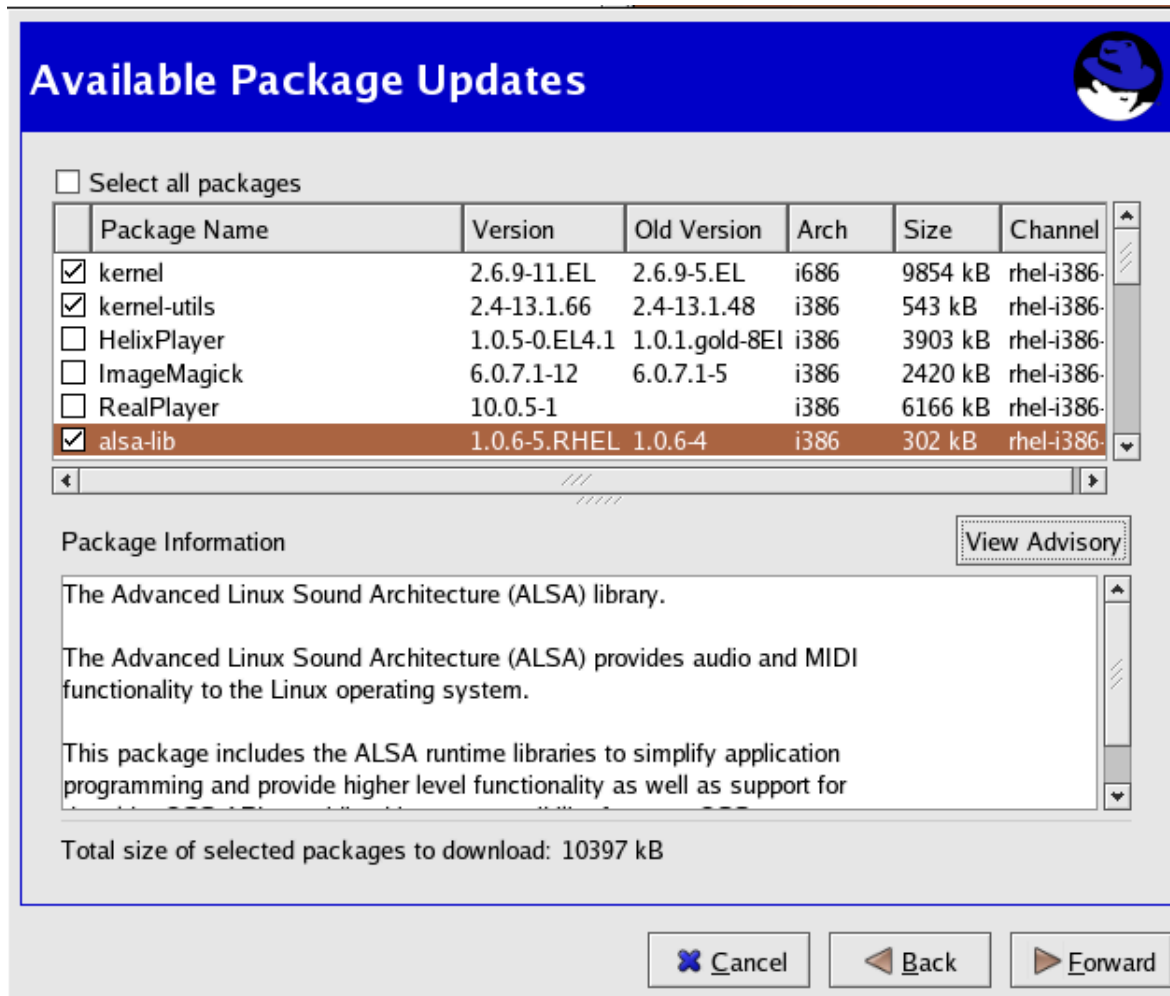 Available Package Updates
Select all packages
Package Name Version Old Version Arch Size Channel
kernel 2.6.9-11.EL 2.6.9-5.EL i686 9854 kB rhel-i386-
kernel-utils 2.4-13.1.66 2.4-13.1.48 i386 543 kB rhel-i386-
HelixPlayer 1.0.5-0.EL4.1 1.0.1.gold-8EL i386 3903 kB rhel-i386-
ImageMagick 6.0.7.1-12 6.0.7.1-5 i386 2420 kB rhel-i386-
RealPlayer 10.0.5-1 i386 6166 kB rhel-i386-
alsa-lib 1.0.6-5.RHEL 1.0.6-4 i386 302 kB rhel-i386-
Package Information
View Advisory
The Advanced Linux Sound Architecture (ALSA) library.
The Advanced Linux Sound Architecture (ALSA) provides audio and MIDI
functionality to the Linux operating system.
This package includes the ALSA runtime libraries to simplify application
programming and provide higher level functionality as well as support for
Total size of selected packages to download: 10397 kB
Cancel Back Forward